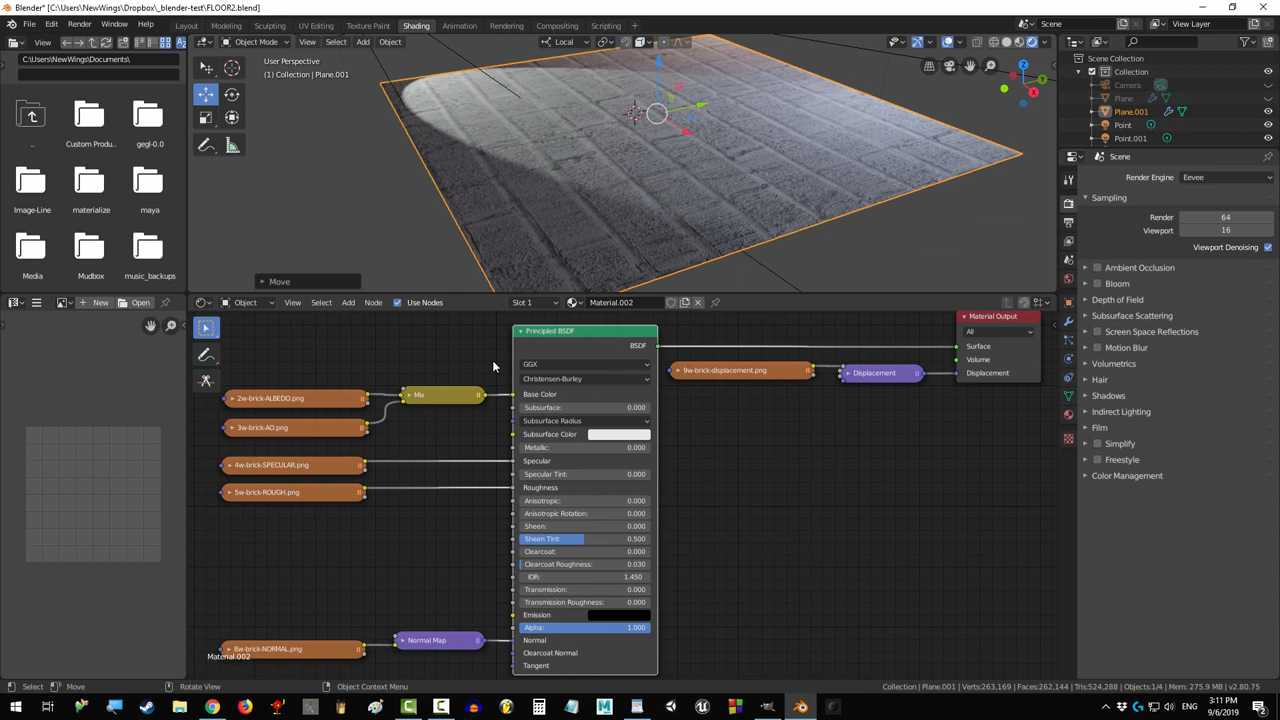 Blender* [C:\Users\NewWings\Dropbox\_blender-test\FLOOR2.blend]
File Edit Render Window Help Layout Modeling Sculpting UV Editing Texture Paint Shading Animation Rendering Compositing Scripting Scene View Layer
View
C:\Users\NewWings\Documents\
..
Custom Produ..
gegl-0.0
Image-Line
materialize
maya
Media
Mudbox
music_backups
Object Mode View Select Add Object Local
User Perspective
(1) Collection | Plane.001
Move
Scene Collection
Collection
Camera
Plane
Plane.001
Point
Point.001
Scene
Render Engine Eevee
Sampling
Render 64
Viewport 16
Viewport Denoising
Ambient Occlusion
Bloom
Depth of Field
Subsurface Scattering
Screen Space Reflections
Motion Blur
Volumetrics
Hair
Shadows
Indirect Lighting
Film
Simplify
Freestyle
Color Management
New Open
Object View Select Add Node Use Nodes Slot 1 Material.002
2w-brick-ALBEDO.png
3w-brick-AO.png
4w-brick-SPECULAR.png
5w-brick-ROUGH.png
8w-brick-NORMAL.png
Material.002
Mix
Normal Map
Principled BSDF
BSDF
GGX
Christensen-Burley
Base Color
Subsurface: 0.000
Subsurface Radius
Subsurface Color
Metallic: 0.000
Specular
Specular Tint: 0.000
Roughness
Anisotropic: 0.000
Anisotropic Rotation: 0.000
Sheen: 0.000
Sheen Tint: 0.500
Clearcoat: 0.000
Clearcoat Roughness: 0.030
IOR: 1.450
Transmission: 0.000
Transmission Roughness: 0.000
Emission
Alpha: 1.000
Normal
Clearcoat Normal
Tangent
9w-brick-displacement.png
Displacement
Material Output
All
Surface
Volume
Displacement
Select Move Rotate View Object Context Menu Collection | Plane.001 | Verts:263,169 | Faces:262,144 | Tris:524,288 | Objects:1/4 | Mem: 275.9 MB | v2.80.75
3:11 PM
9/6/2019